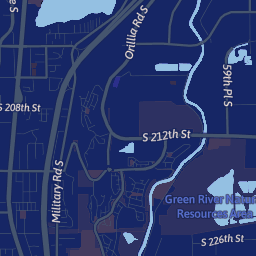 Orillia Rd S
59th Pl S
S 208th St
S 212th St
Military Rd S
Green River Natural
Resources Area
S 226th St